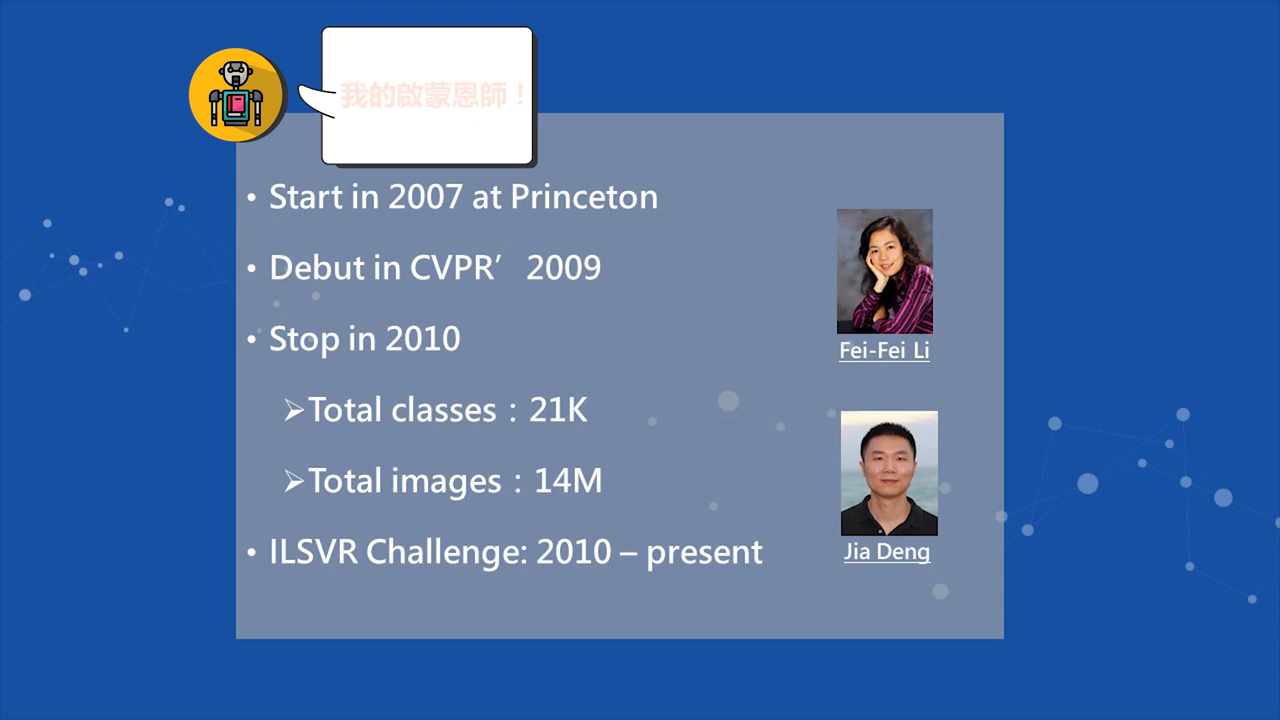 我的啟蒙恩師！
• Start in 2007 at Princeton
• Debut in CVPR’ 2009
• Stop in 2010
➢Total classes：21K
➢Total images：14M
• ILSVR Challenge: 2010 – present
Fei-Fei Li
Jia Deng